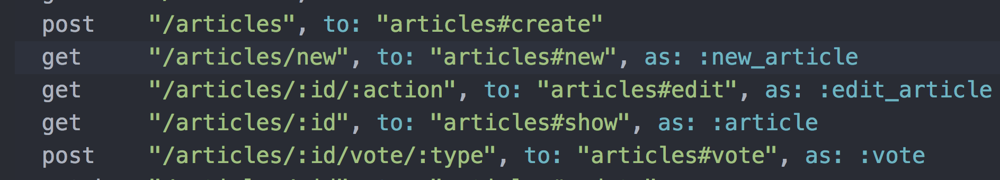 post "/articles", to: "articles#create"
get "/articles/new", to: "articles#new", as: :new_article
get "/articles/:id/:action", to: "articles#edit", as: :edit_article
get "/articles/:id", to: "articles#show", as: :article
post "/articles/:id/vote/:type", to: "articles#vote", as: :vote